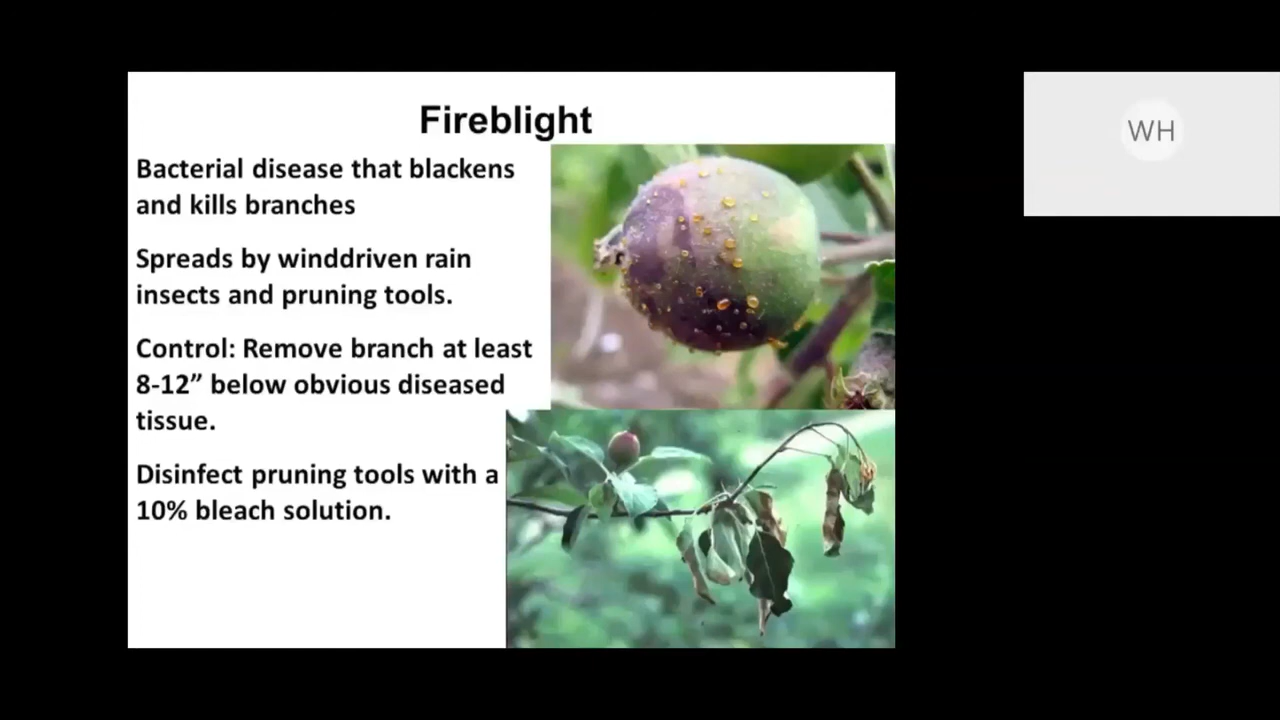 Fireblight
Bacterial disease that blackens
and kills branches
Spreads by winddriven rain
insects and pruning tools.
Control: Remove branch at least
8-12” below obvious diseased
tissue.
Disinfect pruning tools with a
10% bleach solution.
WH